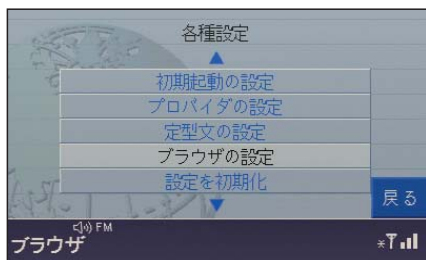 各種設定
初期起動の設定
プロバイダの設定
定型文の設定
ブラウザの設定
設定を初期化
戻る
FM
ブラウザ